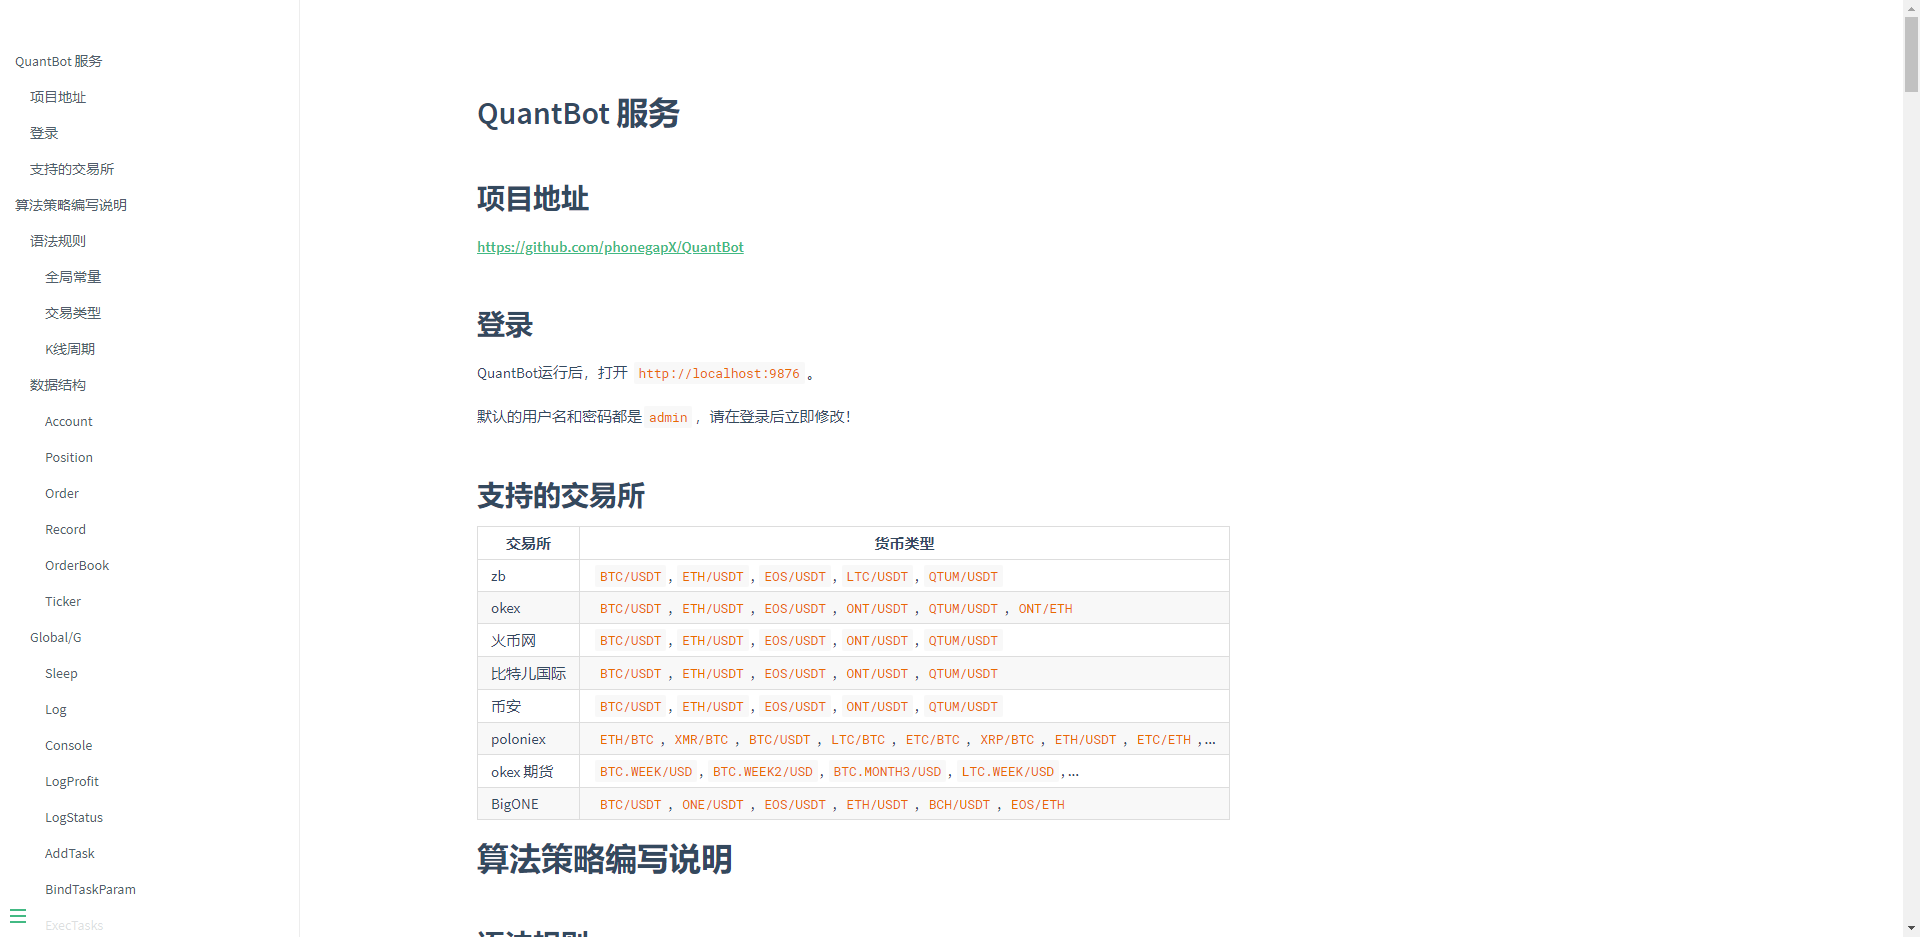 QuantBot 服务
项目地址
登录
支持的交易所
算法策略编写说明
语法规则
全局常量
交易类型
K线周期
数据结构
Account
Position
Order
Record
OrderBook
Ticker
Global/G
Sleep
Log
Console
LogProfit
LogStatus
AddTask
BindTaskParam
ExecTasks
QuantBot 服务
项目地址
https://github.com/phonegapX/QuantBot
登录
QuantBot运行后，打开 http://localhost:9876 。
默认的用户名和密码都是 admin ，请在登录后立即修改！
支持的交易所
交易所 货币类型
zb BTC/USDT , ETH/USDT , EOS/USDT , LTC/USDT , QTUM/USDT
okex BTC/USDT , ETH/USDT , EOS/USDT , ONT/USDT , QTUM/USDT , ONT/ETH
火币网 BTC/USDT , ETH/USDT , EOS/USDT , ONT/USDT , QTUM/USDT
比特儿国际 BTC/USDT , ETH/USDT , EOS/USDT , ONT/USDT , QTUM/USDT
币安 BTC/USDT , ETH/USDT , EOS/USDT , ONT/USDT , QTUM/USDT
poloniex ETH/BTC , XMR/BTC , BTC/USDT , LTC/BTC , ETC/BTC , XRP/BTC , ETH/USDT , ETC/ETH ,...
okex 期货 BTC.WEEK/USD , BTC.WEEK2/USD , BTC.MONTH3/USD , LTC.WEEK/USD ,...
BigONE BTC/USDT , ONE/USDT , EOS/USDT , ETH/USDT , BCH/USDT , EOS/ETH
算法策略编写说明
语法规则